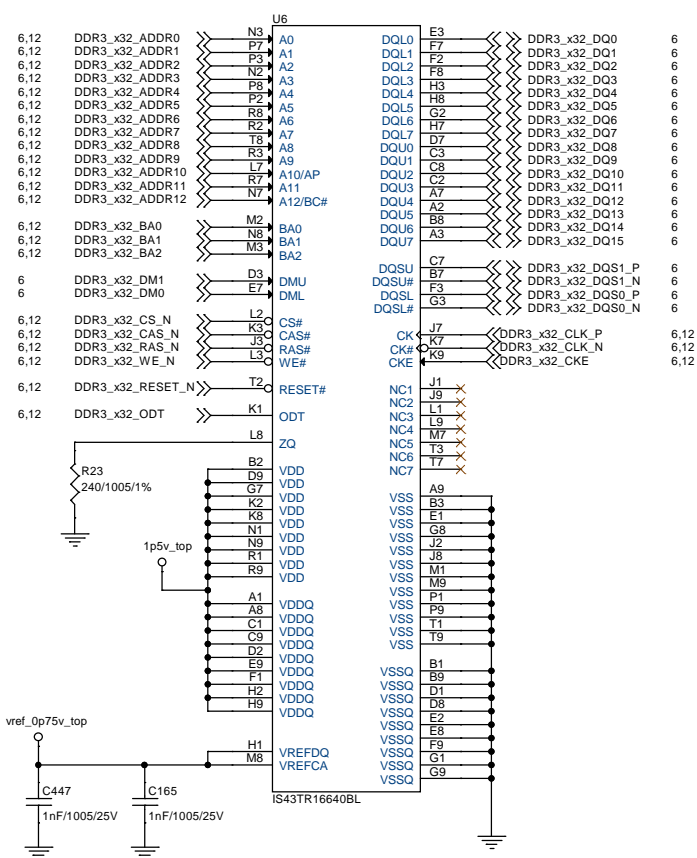 U6
6,12 DDR3_x32_ADDR0 N3 A0 DQL0 E3 DDR3_x32_DQ0 6
6,12 DDR3_x32_ADDR1 P7 A1 DQL1 F7 DDR3_x32_DQ1 6
6,12 DDR3_x32_ADDR2 P3 A2 DQL2 F2 DDR3_x32_DQ2 6
6,12 DDR3_x32_ADDR3 N2 A3 DQL3 F8 DDR3_x32_DQ3 6
6,12 DDR3_x32_ADDR4 P8 A4 DQL4 H3 DDR3_x32_DQ4 6
6,12 DDR3_x32_ADDR5 P2 A5 DQL5 H8 DDR3_x32_DQ5 6
6,12 DDR3_x32_ADDR6 R8 A6 DQL6 G2 DDR3_x32_DQ6 6
6,12 DDR3_x32_ADDR7 R2 A7 DQL7 H7 DDR3_x32_DQ7 6
6,12 DDR3_x32_ADDR8 T8 A8 DQU0 D7 DDR3_x32_DQ8 6
6,12 DDR3_x32_ADDR9 R3 A9 DQU1 C3 DDR3_x32_DQ9 6
6,12 DDR3_x32_ADDR10 L7 A10/AP DQU2 C8 DDR3_x32_DQ10 6
6,12 DDR3_x32_ADDR11 R7 A11 DQU3 C2 DDR3_x32_DQ11 6
6,12 DDR3_x32_ADDR12 N7 A12/BC# DQU4 A7 DDR3_x32_DQ12 6
DQU5 A2 DDR3_x32_DQ13 6
6,12 DDR3_x32_BA0 M2 BA0 DQU6 B8 DDR3_x32_DQ14 6
6,12 DDR3_x32_BA1 N8 BA1 DQU7 A3 DDR3_x32_DQ15 6
6,12 DDR3_x32_BA2 M3 BA2
DQSU C7 DDR3_x32_DQS1_P 6
6 DDR3_x32_DM1 D3 DMU DQSU# B7 DDR3_x32_DQS1_N 6
6 DDR3_x32_DM0 E7 DML DQSL F3 DDR3_x32_DQS0_P 6
DQSL# G3 DDR3_x32_DQS0_N 6
6,12 DDR3_x32_CS_N L2 CS#
6,12 DDR3_x32_CAS_N K3 CAS# CK J7 DDR3_x32_CLK_P 6,12
6,12 DDR3_x32_RAS_N J3 RAS# CK# K7 DDR3_x32_CLK_N 6,12
6,12 DDR3_x32_WE_N L3 WE# CKE K9 DDR3_x32_CKE 6,12
6,12 DDR3_x32_RESET_N T2 RESET# NC1 J1
NC2 J9
6,12 DDR3_x32_ODT K1 ODT NC3 L1
NC4 L9
L8 ZQ NC5 M7
NC6 T3
R23 B2 VDD NC7 T7
240/1005/1% D9 VDD
G7 VDD VSS A9
K2 VDD VSS B3
K8 VDD VSS E1
N1 VDD VSS G8
N9 VDD VSS J2
1p5v_top R1 VDD VSS J8
R9 VDD VSS M1
VSS M9
A1 VDDQ VSS P1
A8 VDDQ VSS P9
C1 VDDQ VSS T1
C9 VDDQ VSS T9
D2 VDDQ
E9 VDDQ VSSQ B1
F1 VDDQ VSSQ B9
H2 VDDQ VSSQ D1
H9 VDDQ VSSQ D8
vref_0p75v_top VSSQ E2
VSSQ E8
H1 VREFDQ VSSQ F9
M8 VREFCA VSSQ G1
VSSQ G9
C447 C165
1nF/1005/25V 1nF/1005/25V
IS43TR16640BL